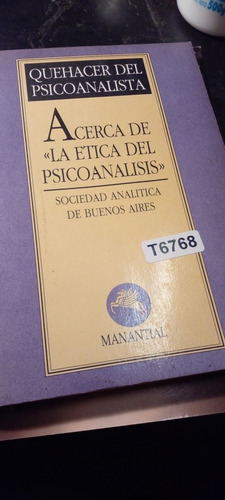 QUEHACER DEL
PSICOANALISTA
ACERCA DE
«LA ETICA DEL
PSICOANALISIS»
SOCIEDAD ANALITICA
DE BUENOS AIRES
T6768
MANANTIAL